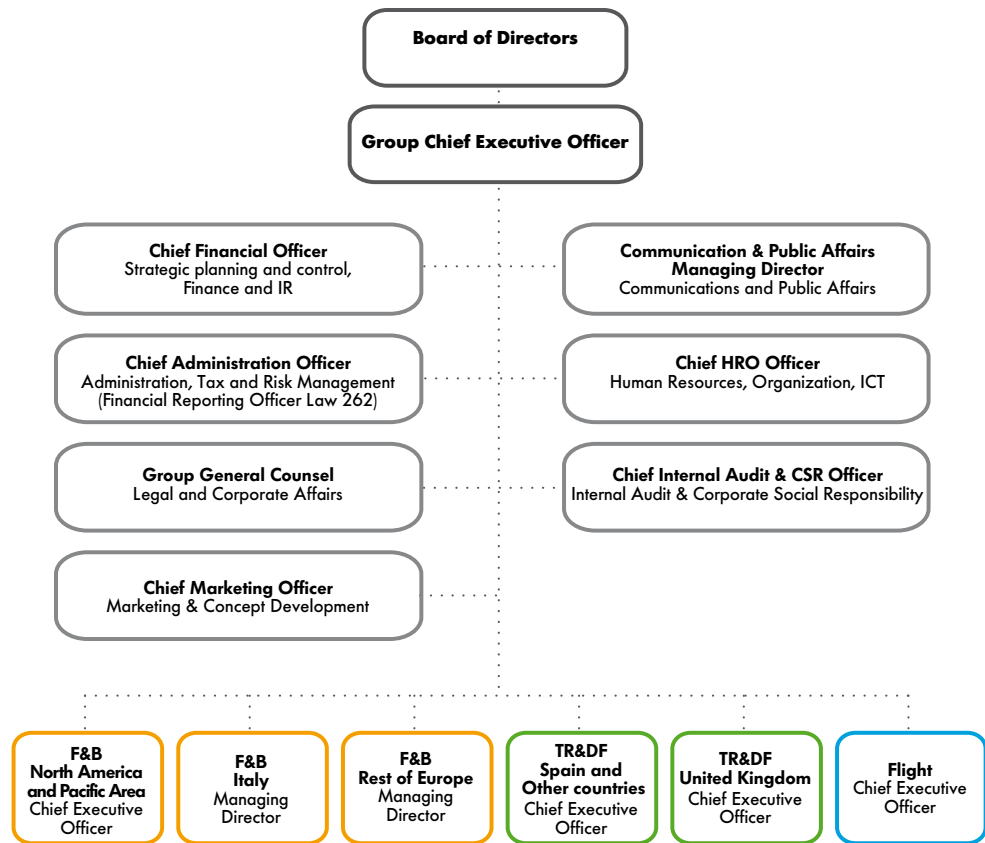 Board of Directors
Group Chief Executive Officer
Chief Financial Officer
Strategic planning and control,
Finance and IR
Communication & Public Affairs
Managing Director
Communications and Public Affairs
Chief Administration Officer
Administration, Tax and Risk Management
(Financial Reporting Officer Law 262)
Chief HRO Officer
Human Resources, Organization, ICT
Group General Counsel
Legal and Corporate Affairs
Chief Internal Audit & CSR Officer
Internal Audit & Corporate Social Responsibility
Chief Marketing Officer
Marketing & Concept Development
F&B
North America
and Pacific Area
Chief Executive
Officer
F&B
Italy
Managing
Director
F&B
Rest of Europe
Managing
Director
TR&DF
Spain and
Other countries
Chief Executive
Officer
TR&DF
United Kingdom
Chief Executive
Officer
Flight
Chief Executive
Officer